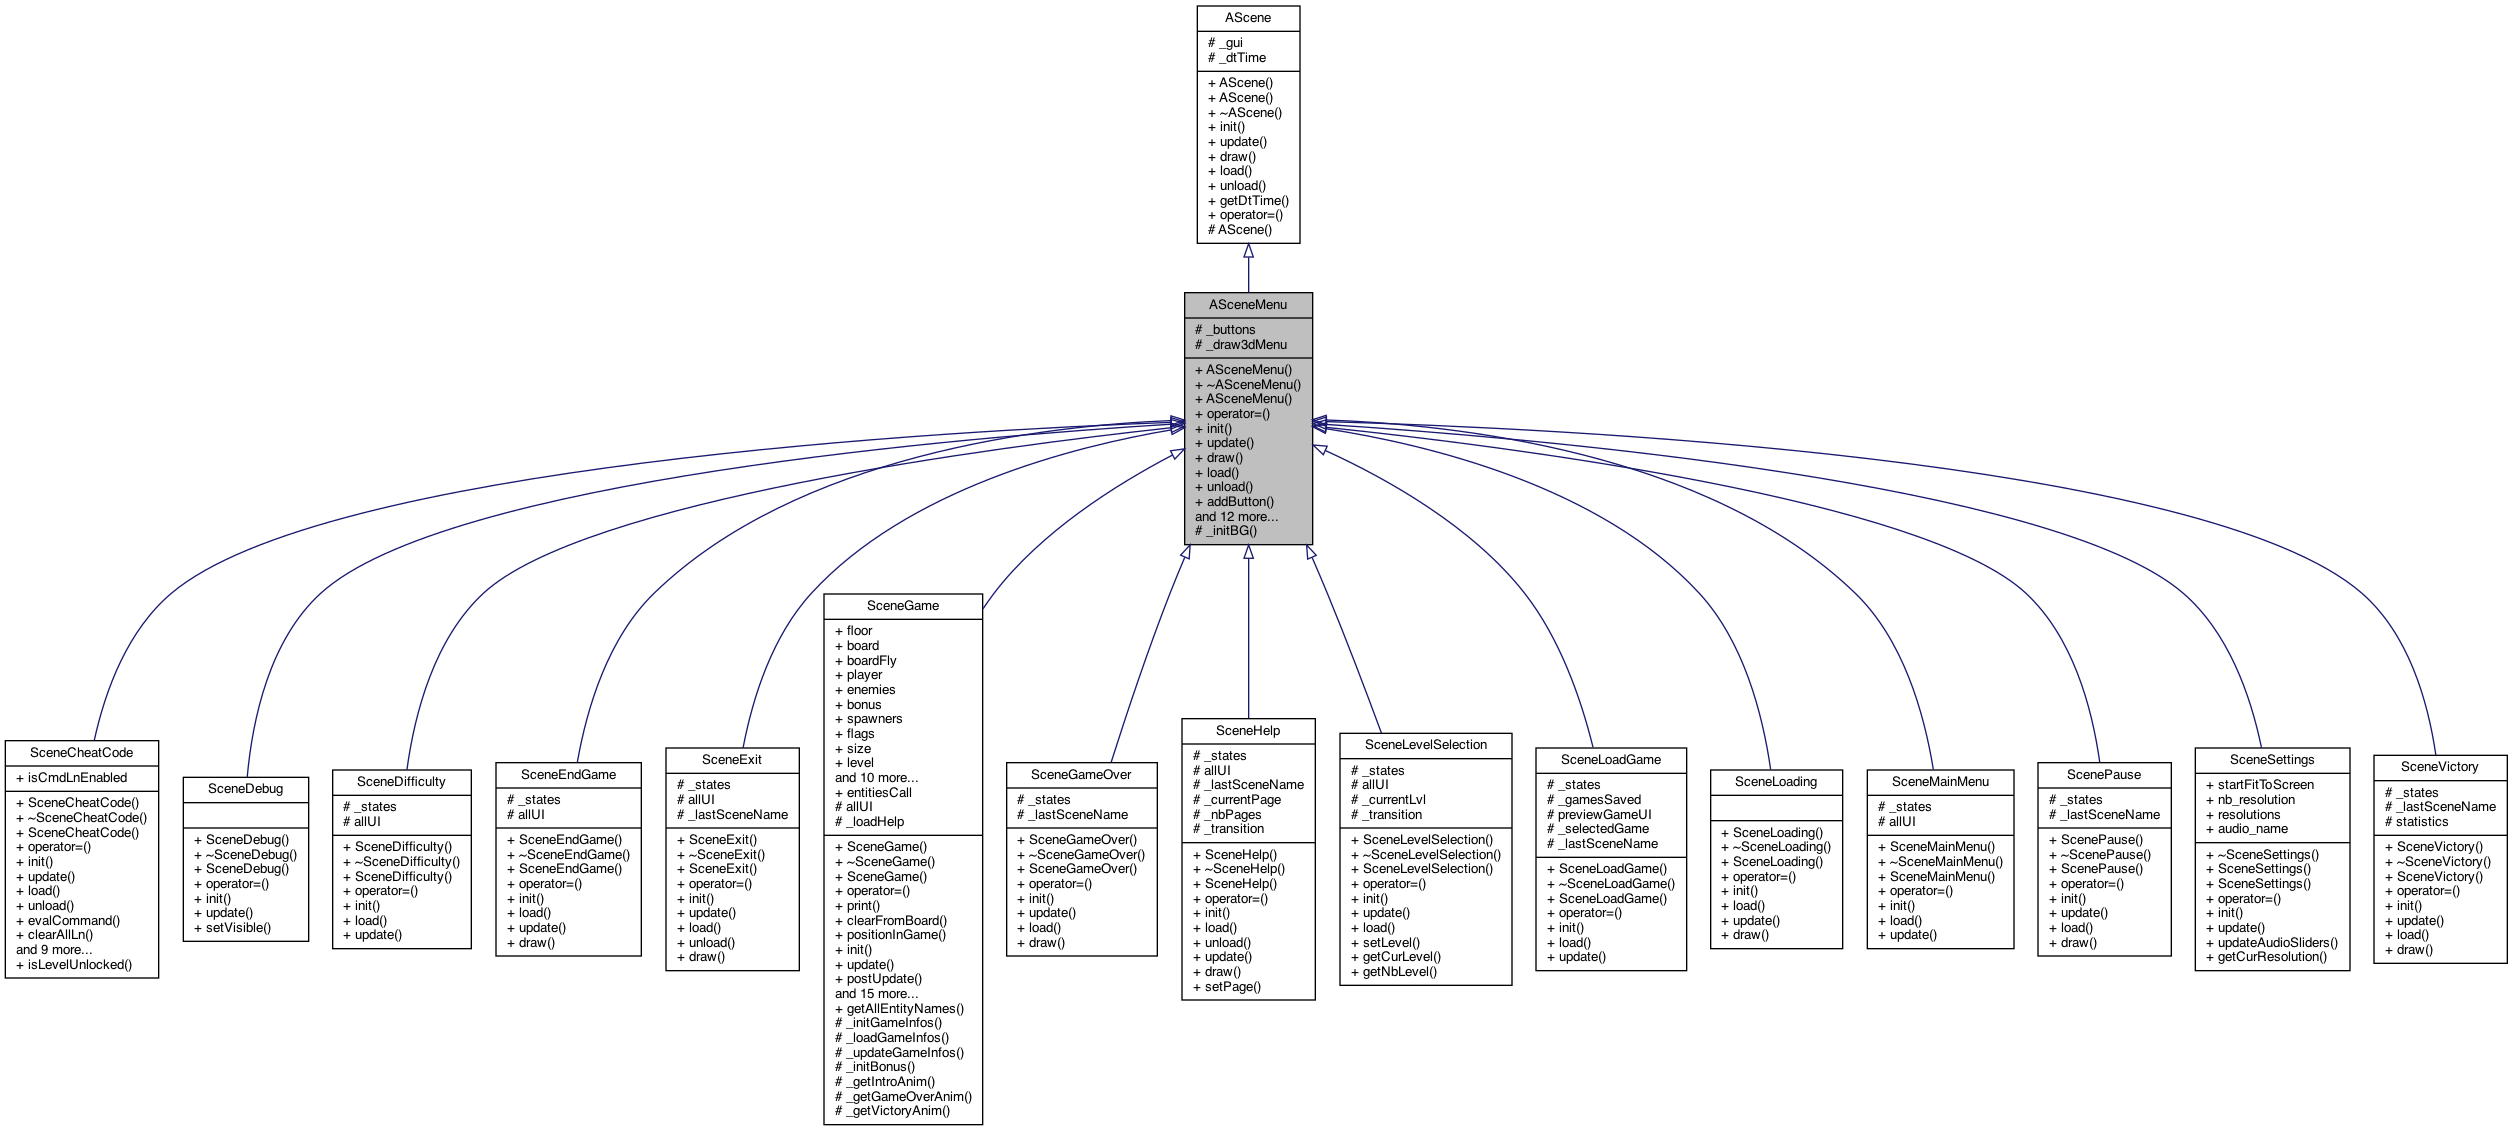 AScene
# _gui
# _dtTime
+ AScene()
+ AScene()
+ ~AScene()
+ init()
+ update()
+ draw()
+ load()
+ unload()
+ getDtTime()
+ operator=()
# AScene()
ASceneMenu
# _buttons
# _draw3dMenu
+ ASceneMenu()
+ ~ASceneMenu()
+ ASceneMenu()
+ operator=()
+ init()
+ update()
+ draw()
+ load()
+ unload()
+ addButton()
and 12 more...
# _initBG()
SceneCheatCode
+ isCmdLnEnabled
+ SceneCheatCode()
+ ~SceneCheatCode()
+ SceneCheatCode()
+ operator=()
+ init()
+ update()
+ load()
+ unload()
+ evalCommand()
+ clearAllLn()
and 9 more...
+ isLevelUnlocked()
SceneDebug
+ SceneDebug()
+ ~SceneDebug()
+ SceneDebug()
+ operator=()
+ init()
+ update()
+ setVisible()
SceneDifficulty
# _states
# allUI
+ SceneDifficulty()
+ ~SceneDifficulty()
+ SceneDifficulty()
+ operator=()
+ init()
+ load()
+ update()
SceneEndGame
# _states
# allUI
+ SceneEndGame()
+ ~SceneEndGame()
+ SceneEndGame()
+ operator=()
+ init()
+ load()
+ update()
+ draw()
SceneExit
# _states
# allUI
# _lastSceneName
+ SceneExit()
+ ~SceneExit()
+ SceneExit()
+ operator=()
+ init()
+ update()
+ load()
+ unload()
+ draw()
SceneGame
+ floor
+ board
+ boardFly
+ player
+ enemies
+ bonus
+ spawners
+ flags
+ size
+ level
and 10 more...
+ entitiesCall
# allUI
# _loadHelp
+ SceneGame()
+ ~SceneGame()
+ SceneGame()
+ operator=()
+ print()
+ clearFromBoard()
+ positionInGame()
+ init()
+ update()
+ postUpdate()
and 15 more...
+ getAllEntityNames()
# _initGameInfos()
# _loadGameInfos()
# _updateGameInfos()
# _initBonus()
# _getIntroAnim()
# _getGameOverAnim()
# _getVictoryAnim()
SceneGameOver
# _states
# _lastSceneName
+ SceneGameOver()
+ ~SceneGameOver()
+ SceneGameOver()
+ operator=()
+ init()
+ update()
+ load()
+ draw()
SceneHelp
# _states
# allUI
# _lastSceneName
# _currentPage
# _nbPages
# _transition
+ SceneHelp()
+ ~SceneHelp()
+ SceneHelp()
+ operator=()
+ init()
+ load()
+ unload()
+ update()
+ draw()
+ setPage()
SceneLevelSelection
# _states
# allUI
# _currentLvl
# _transition
+ SceneLevelSelection()
+ ~SceneLevelSelection()
+ SceneLevelSelection()
+ operator=()
+ init()
+ update()
+ load()
+ setLevel()
+ getCurLevel()
+ getNbLevel()
SceneLoadGame
# _states
# _gamesSaved
# previewGameUI
# _selectedGame
# _lastSceneName
+ SceneLoadGame()
+ ~SceneLoadGame()
+ SceneLoadGame()
+ operator=()
+ init()
+ load()
+ update()
SceneLoading
+ SceneLoading()
+ ~SceneLoading()
+ SceneLoading()
+ operator=()
+ init()
+ load()
+ update()
+ draw()
SceneMainMenu
# _states
# allUI
+ SceneMainMenu()
+ ~SceneMainMenu()
+ SceneMainMenu()
+ operator=()
+ init()
+ load()
+ update()
ScenePause
# _states
# _lastSceneName
+ ScenePause()
+ ~ScenePause()
+ ScenePause()
+ operator=()
+ init()
+ update()
+ load()
+ draw()
SceneSettings
+ startFitToScreen
+ nb_resolution
+ resolutions
+ audio_name
+ ~SceneSettings()
+ SceneSettings()
+ SceneSettings()
+ operator=()
+ init()
+ update()
+ updateAudioSliders()
+ getCurResolution()
SceneVictory
# _states
# _lastSceneName
# statistics
+ SceneVictory()
+ ~SceneVictory()
+ SceneVictory()
+ operator=()
+ init()
+ update()
+ load()
+ draw()